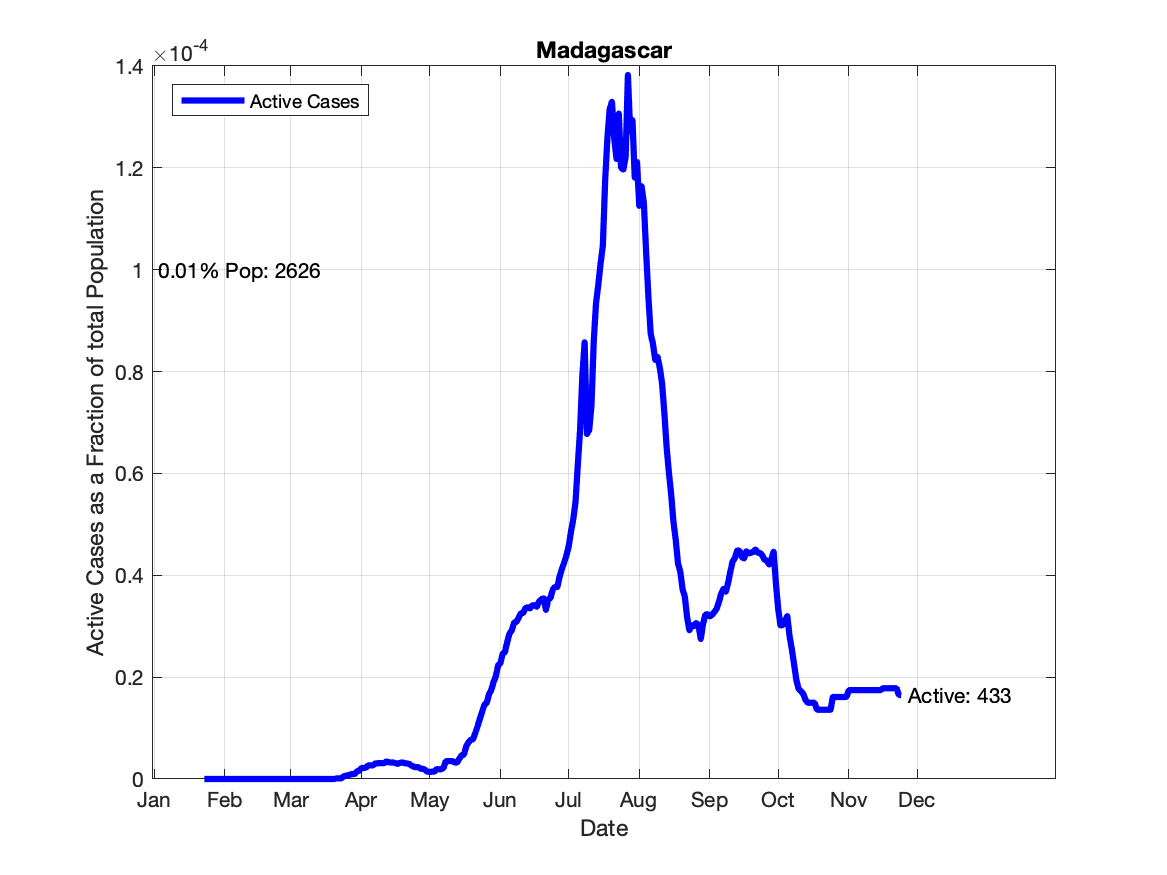 Madagascar
×10-4
Active Cases
1.4
1.2
1
0.8
0.6
0.4
0.2
0
0.01% Pop: 2626
Active: 433
Active Cases as a Fraction of total Population
Jan Feb Mar Apr May Jun Jul Aug Sep Oct Nov Dec
Date